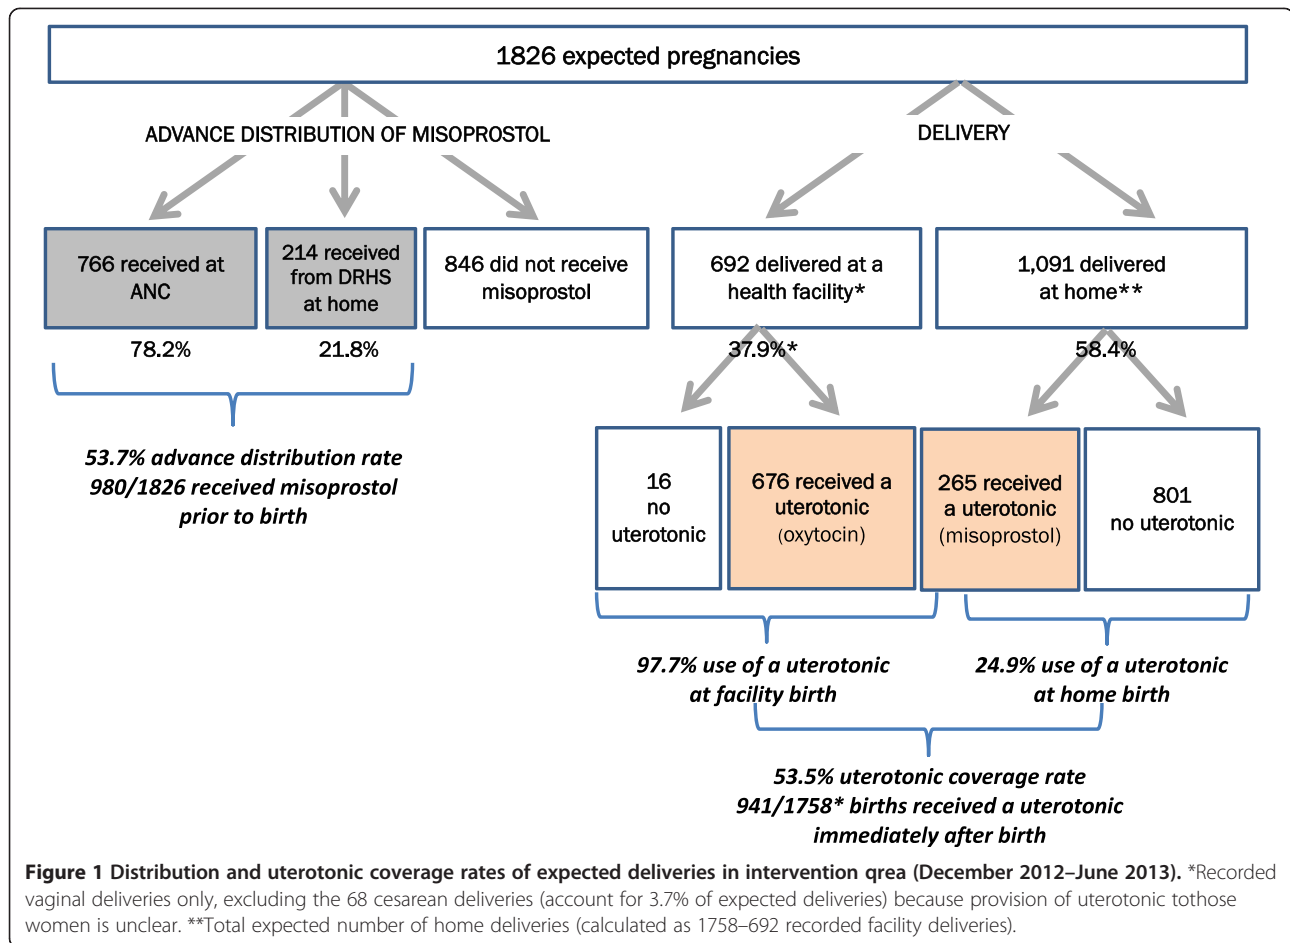 1826 expected pregnancies
ADVANCE DISTRIBUTION OF MISOPROSTOL
DELIVERY
766 received at
ANC
214 received
from DRHS
at home
846 did not receive
misoprostol
692 delivered at a
health facility*
1,091 delivered
at home**
78.2%
21.8%
37.9%*
58.4%
53.7% advance distribution rate
980/1826 received misoprostol
prior to birth
16
no
uterotonic
676 received a
uterotonic
(oxytocin)
265 received
a uterotonic
(misoprostol)
801
no uterotonic
97.7% use of a uterotonic
at facility birth
24.9% use of a uterotonic
at home birth
53.5% uterotonic coverage rate
941/1758* births received a uterotonic
immediately after birth
Figure 1 Distribution and uterotonic coverage rates of expected deliveries in intervention qrea (December 2012–June 2013). *Recorded
vaginal deliveries only, excluding the 68 cesarean deliveries (account for 3.7% of expected deliveries) because provision of uterotonic tothose
women is unclear. **Total expected number of home deliveries (calculated as 1758–692 recorded facility deliveries).